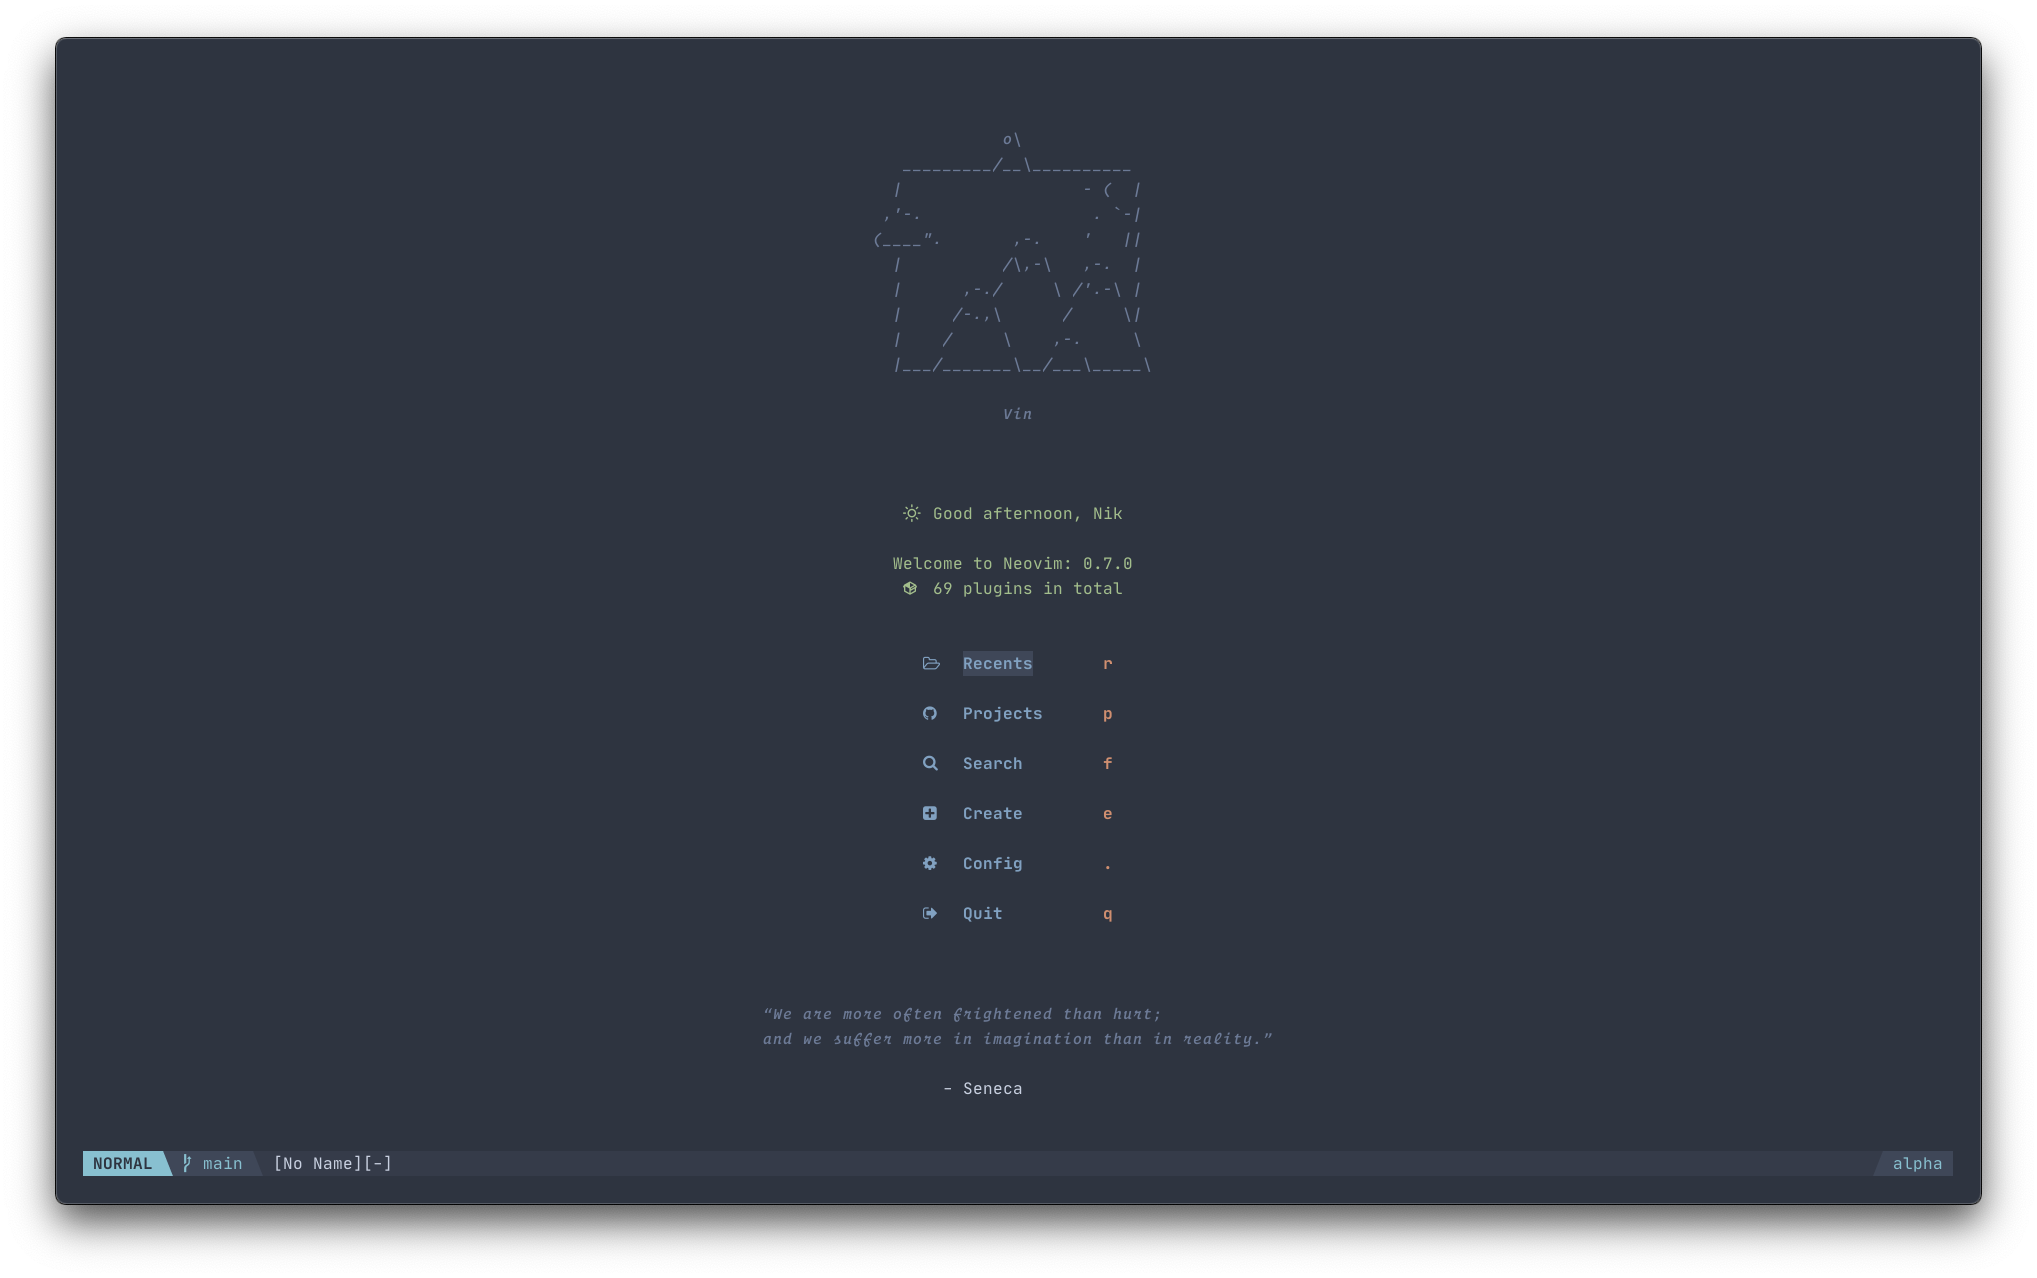 o\
    _________/__\__________
   |                  - (  |
  ,'-.                 . `-|
 (____".       ,-.    '   ||
   |          /\,-\   ,-.  |
   |      ,-./     \ /'.-\ |
   |     /-.,\      /     \|
   |    /     \    ,-.     \
   |___/_______\__/___\_____\
Vin
Good afternoon, Nik
Welcome to Neovim: 0.7.0
69 plugins in total
Recents r
Projects p
Search f
Create e
Config .
Quit q
“We are more often frightened than hurt;
and we suffer more in imagination than in reality.”
- Seneca
NORMAL main [No Name][-] alpha